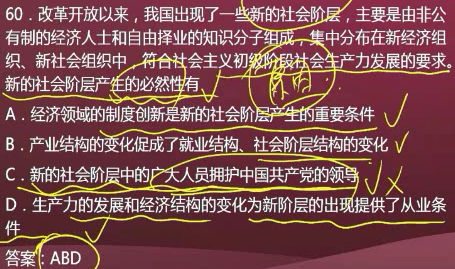 60．改革开放以来，我国出现了一些新的社会阶层，主要是由非公
有制的经济人士和自由择业的知识分子组成，集中分布在新经济组
织、新社会组织中，符合社会主义初级阶段社会生产力发展的要求。
新的社会阶层产生的必然性有
A．经济领域的制度创新是新的社会阶层产生的重要条件
B．产业结构的变化促成了就业结构、社会阶层结构的变化
C．新的社会阶层中的广大人员拥护中国共产党的领导
D．生产力的发展和经济结构的变化为新阶层的出现提供了从业条
件
答案：ABD